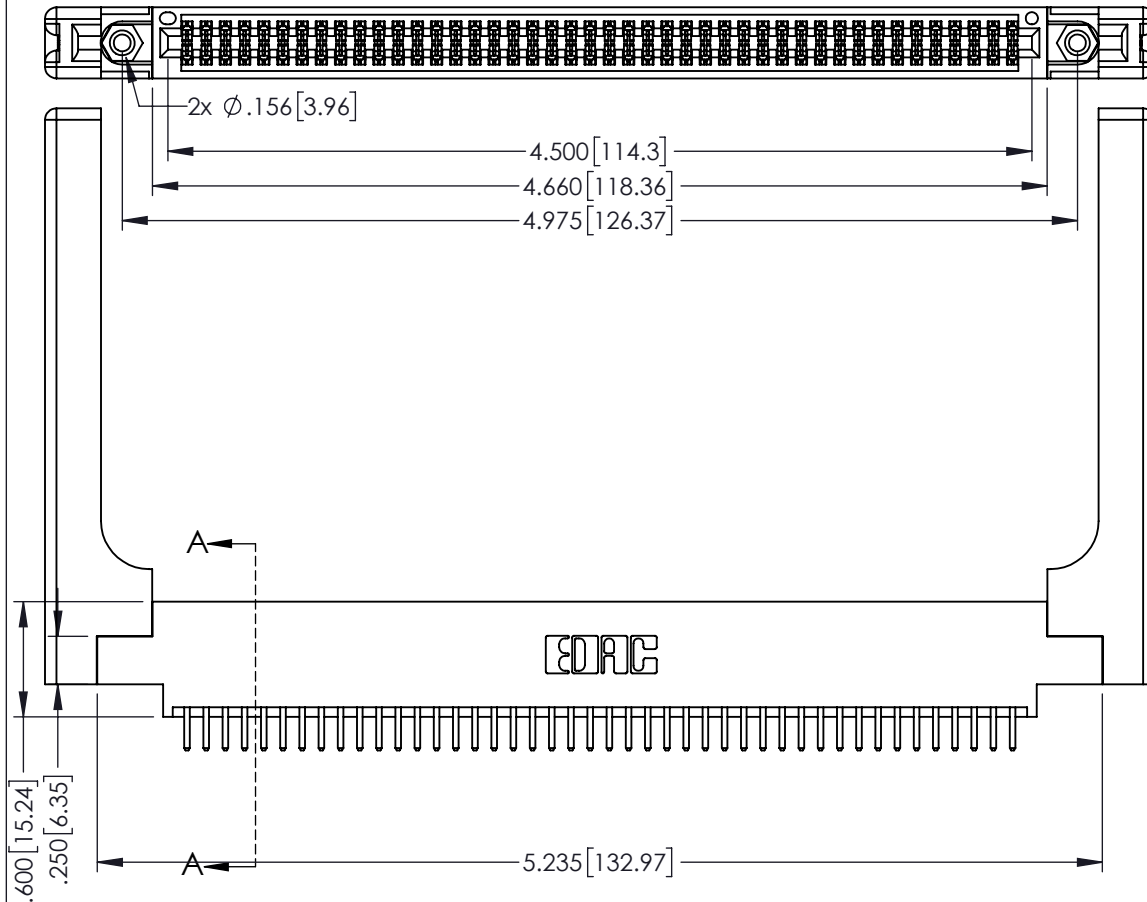 2x ∅.156[3.96]
4.500[114.3]
4.660[118.36]
4.975[126.37]
A
EDAC
.600[15.24]
.250[6.35]
A
5.235[132.97]